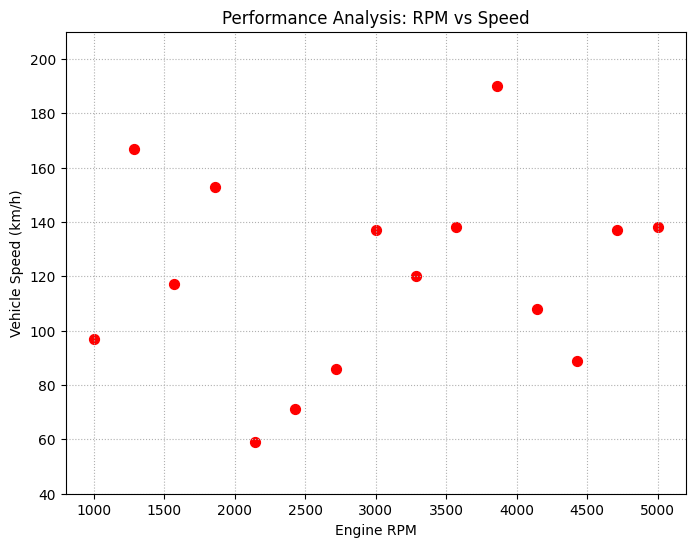 Performance Analysis: RPM vs Speed
Vehicle Speed (km/h)
200
180
160
140
120
100
80
60
40
1000 1500 2000 2500 3000 3500 4000 4500 5000
Engine RPM